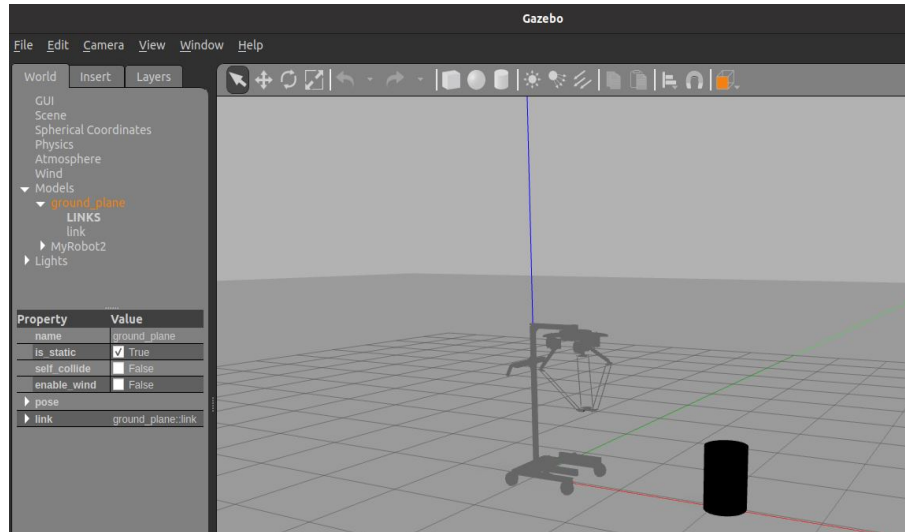 Gazebo
File Edit Camera View Window Help
World Insert Layers
GUI
Scene
Spherical Coordinates
Physics
Atmosphere
Wind
Models
ground_plane
LINKS
link
MyRobot2
Lights
Property Value
name ground_plane
is_static True
self_collide False
enable_wind False
pose
link ground_plane::link